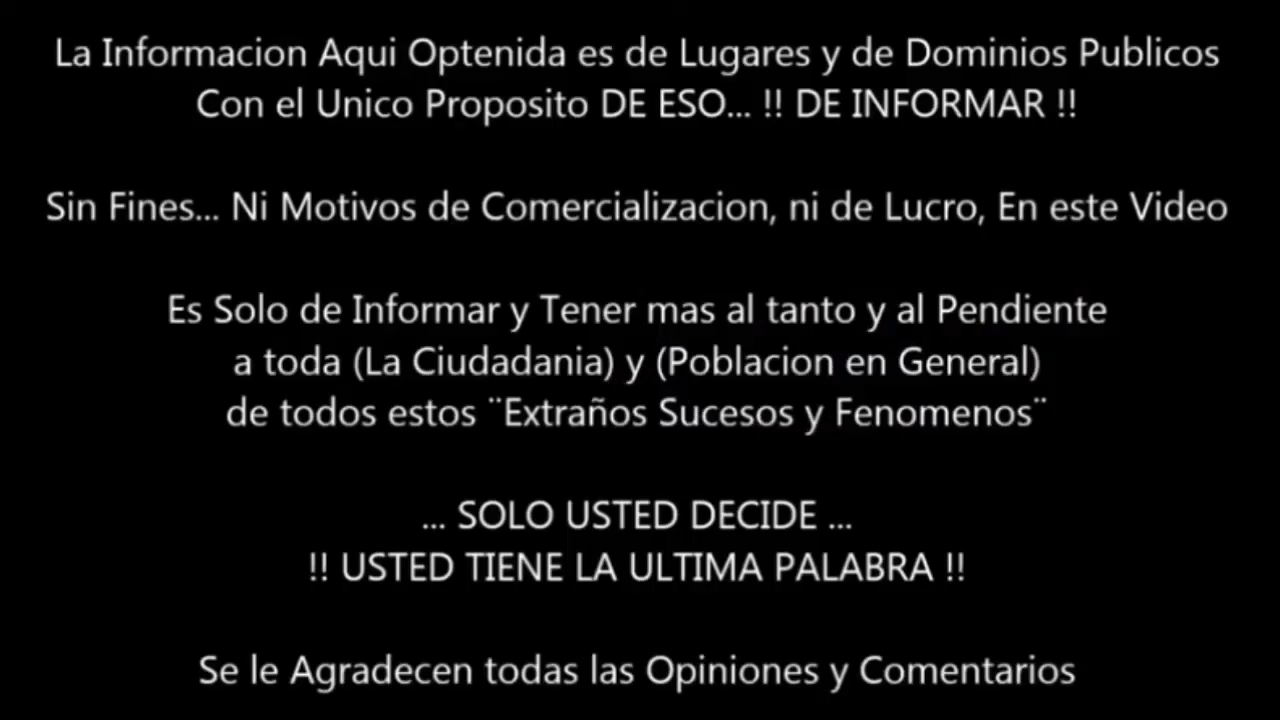 La Informacion Aqui Optenida es de Lugares y de Dominios Publicos
Con el Unico Proposito DE ESO... !! DE INFORMAR !!
Sin Fines... Ni Motivos de Comercializacion, ni de Lucro, En este Video
Es Solo de Informar y Tener mas al tanto y al Pendiente
a toda (La Ciudadania) y (Poblacion en General)
de todos estos ¨Extraños Sucesos y Fenomenos¨
... SOLO USTED DECIDE ...
!! USTED TIENE LA ULTIMA PALABRA !!
Se le Agradecen todas las Opiniones y Comentarios